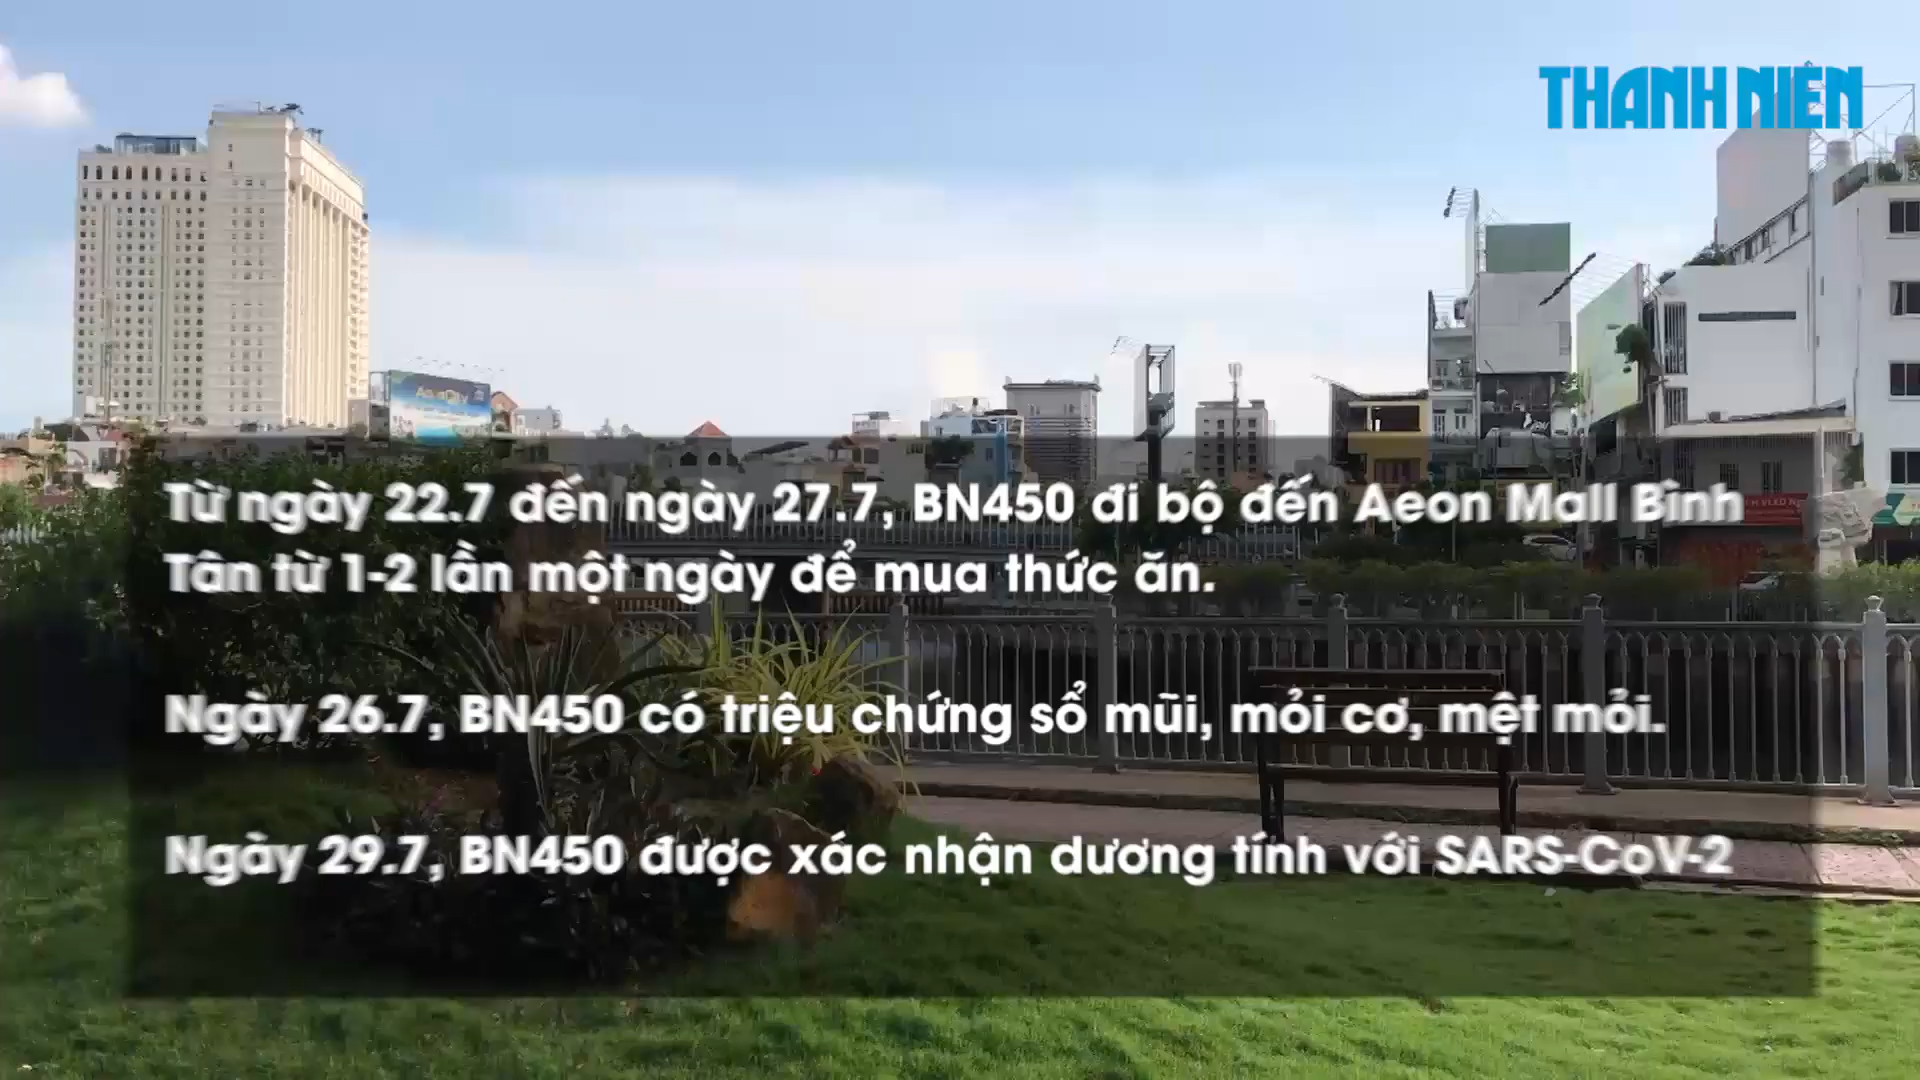 THANH NIÊN
AquaCity
Từ ngày 22.7 đến ngày 27.7, BN450 đi bộ đến Aeon Mall Bình
Tân từ 1-2 lần một ngày để mua thức ăn.
Ngày 26.7, BN450 có triệu chứng sổ mũi, mỏi cơ, mệt mỏi.
Ngày 29.7, BN450 được xác nhận dương tính với SARS-CoV-2